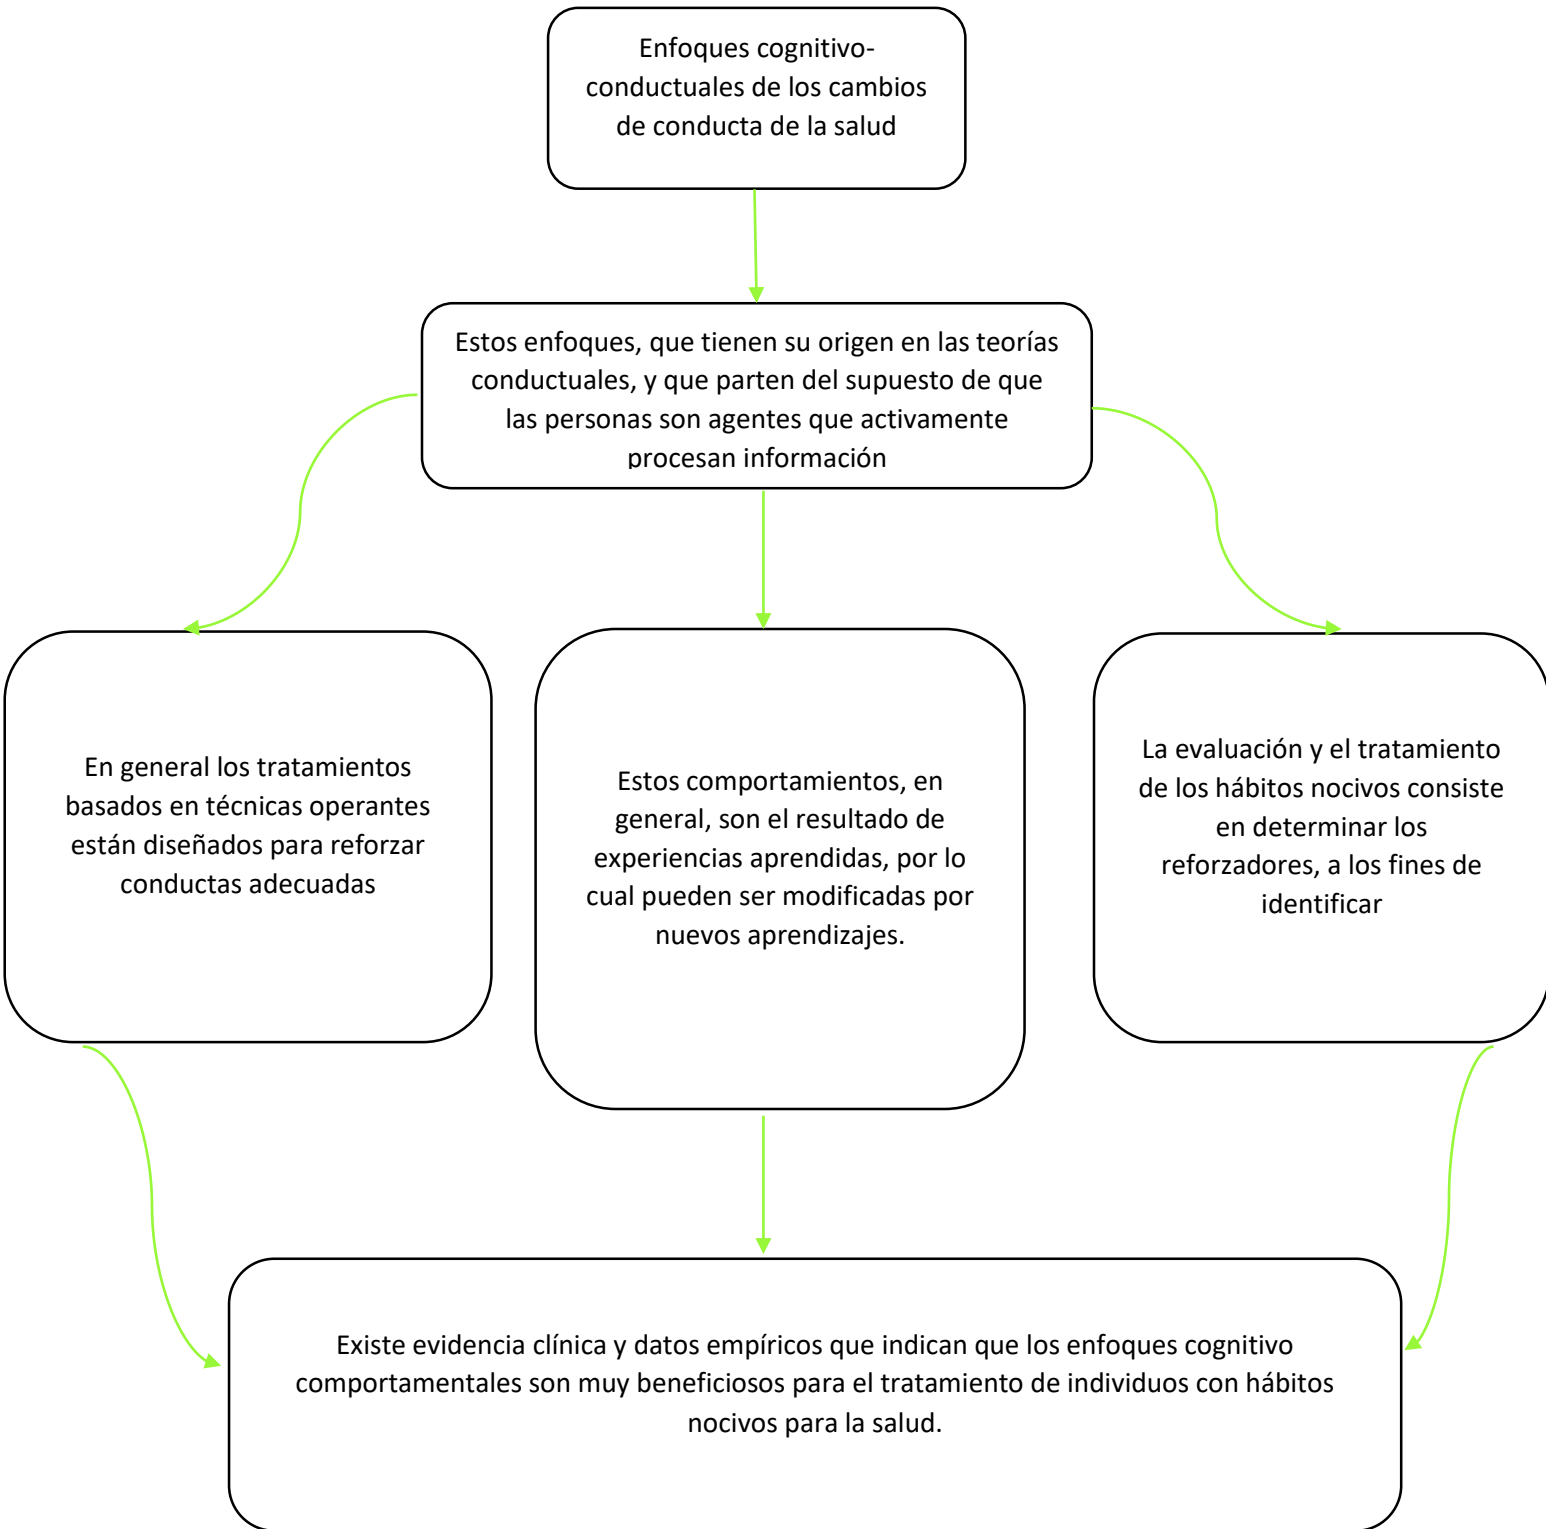 Enfoques cognitivo-
conductuales de los cambios
de conducta de la salud
Estos enfoques, que tienen su origen en las teorías
conductuales, y que parten del supuesto de que
las personas son agentes que activamente
procesan información
En general los tratamientos
basados en técnicas operantes
están diseñados para reforzar
conductas adecuadas
Estos comportamientos, en
general, son el resultado de
experiencias aprendidas, por lo
cual pueden ser modificadas por
nuevos aprendizajes.
La evaluación y el tratamiento
de los hábitos nocivos consiste
en determinar los
reforzadores, a los fines de
identificar
Existe evidencia clínica y datos empíricos que indican que los enfoques cognitivo
comportamentales son muy beneficiosos para el tratamiento de individuos con hábitos
nocivos para la salud.